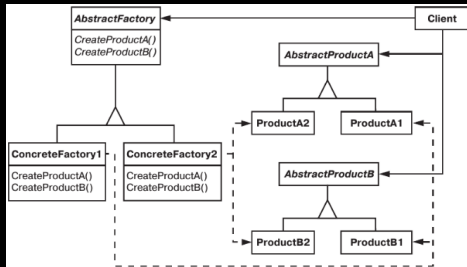 AbstractFactory
CreateProductA()
CreateProductB()
Client
AbstractProductA
ProductA2
ProductA1
ConcreteFactory1
CreateProductA()
CreateProductB()
ConcreteFactory2
CreateProductA()
CreateProductB()
AbstractProductB
ProductB2
ProductB1